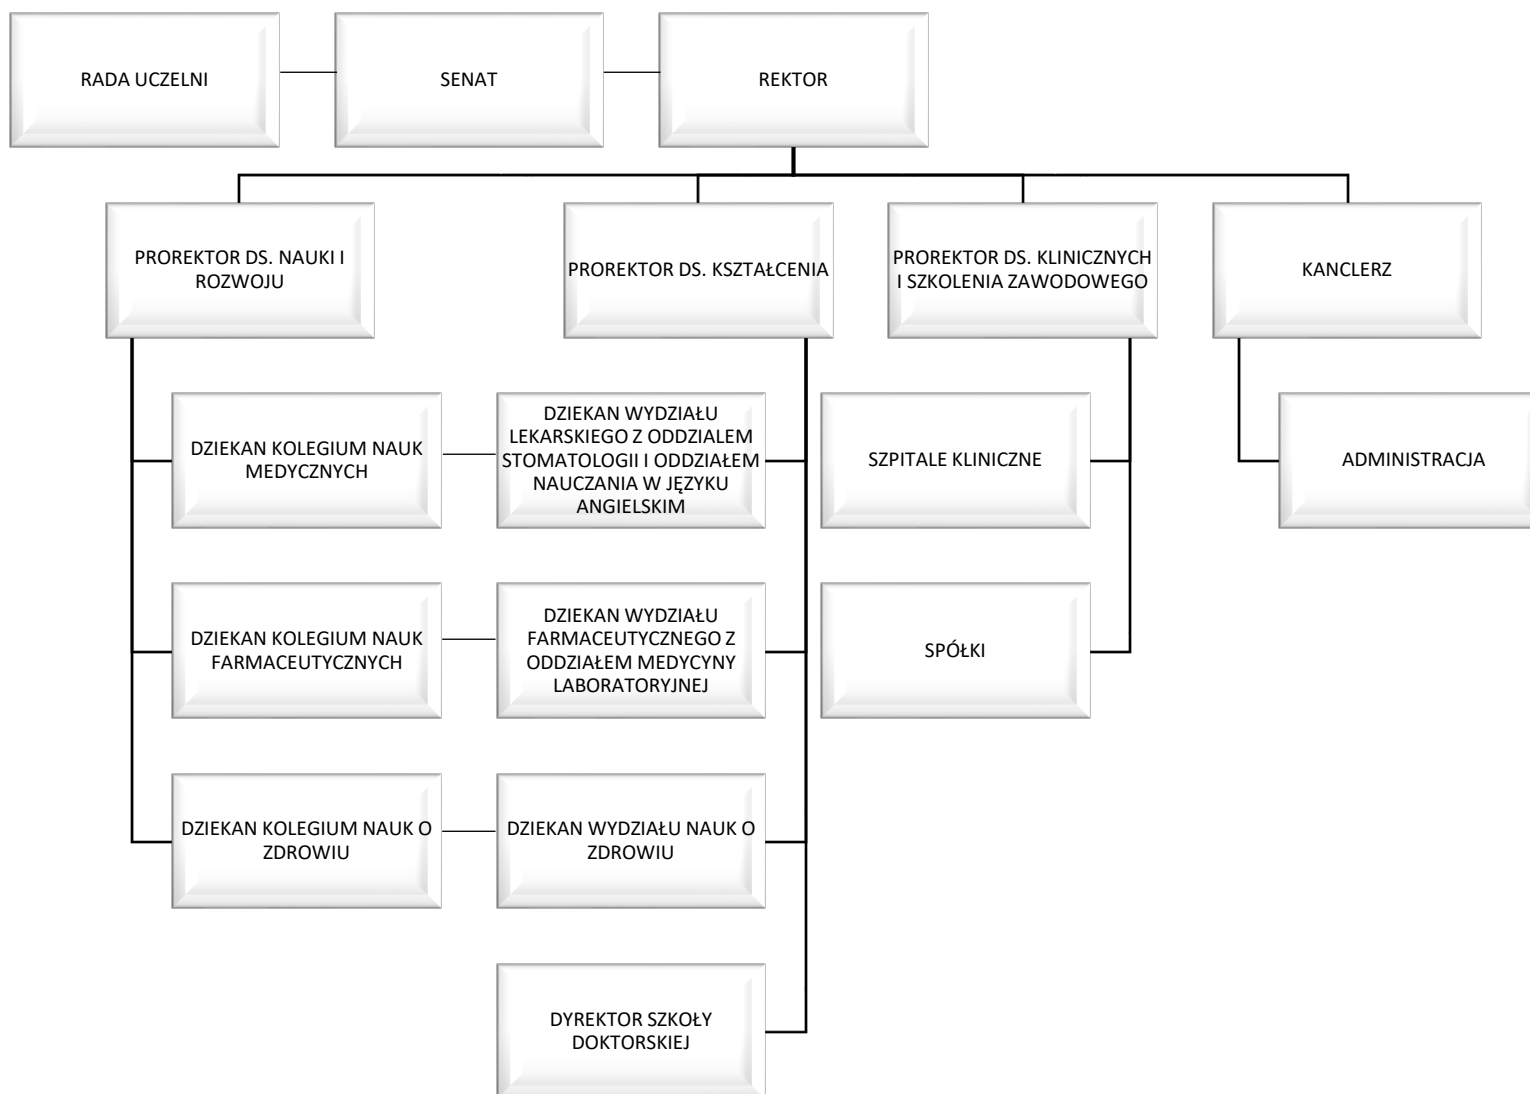 RADA UCZELNI
SENAT
REKTOR
PROREKTOR DS. NAUKI I
ROZWOJU
PROREKTOR DS. KSZTAŁCENIA
PROREKTOR DS. KLINICZNYCH
I SZKOLENIA ZAWODOWEGO
KANCLERZ
DZIEKAN KOLEGIUM NAUK
MEDYCZNYCH
DZIEKAN WYDZIAŁU
LEKARSKIEGO Z ODDZIALEM
STOMATOLOGII I ODDZIAŁEM
NAUCZANIA W JĘZYKU
ANGIELSKIM
SZPITALE KLINICZNE
ADMINISTRACJA
DZIEKAN KOLEGIUM NAUK
FARMACEUTYCZNYCH
DZIEKAN WYDZIAŁU
FARMACEUTYCZNEGO Z
ODDZIAŁEM MEDYCYNY
LABORATORYJNEJ
SPÓŁKI
DZIEKAN KOLEGIUM NAUK O
ZDROWIU
DZIEKAN WYDZIAŁU NAUK O
ZDROWIU
DYREKTOR SZKOŁY
DOKTORSKIEJ